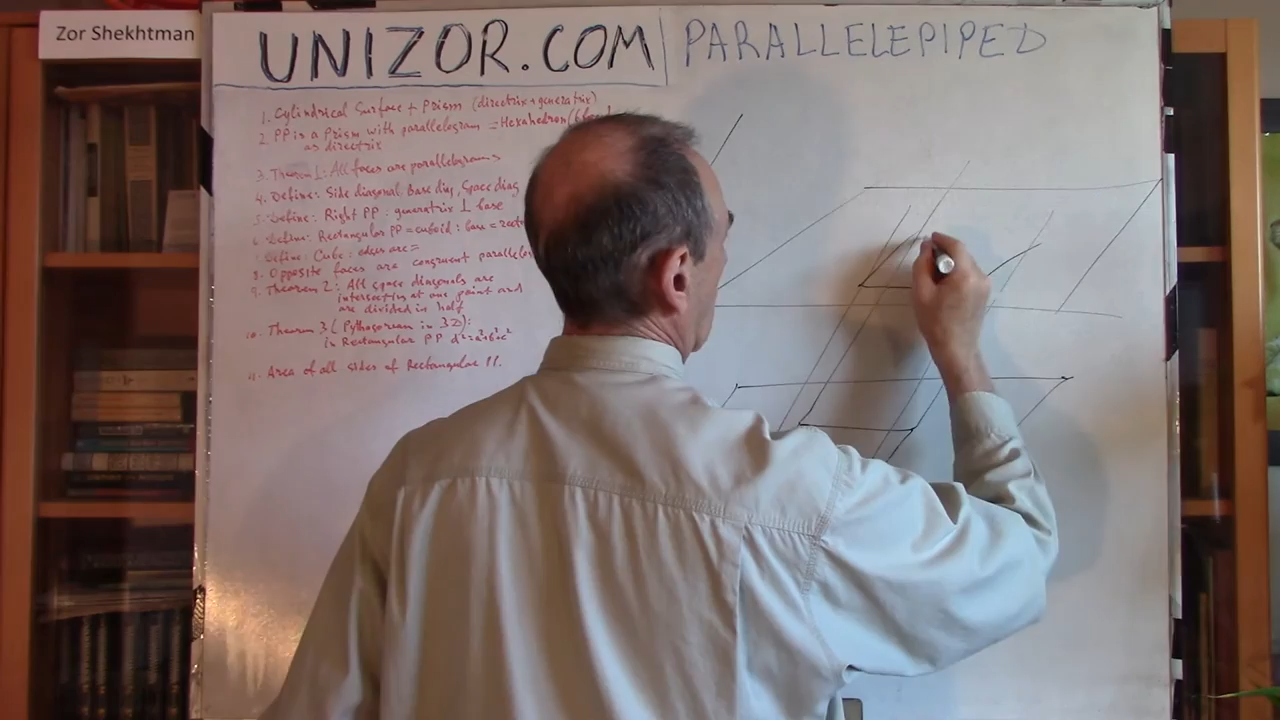 Zor Shekhtman
UNIZOR.COM
PARALLELEPIPED
1. Cylindrical Surface + Prism (directrix + generatrix)
2. PP is a Prism with parallelogram = Hexahedron (6
as directrix
3. Theorem 1: All faces are parallelograms
4. Define: Side diagonal, Base diag, Space diag
5. Define: Right PP: generatrix ⊥ base
6. Define: Rectangular PP = cuboid: base = rect
Define: Cube: edges are =
8. Opposite faces are congruent parallel
9. Theorem 2: All space diagonals are
intersecting at one point and
are divided in half
10. Theorem 3 (Pythagorean in 3D):
in Rectangular PP d²=a²+b²+c²
11. Area of all sides of Rectangular